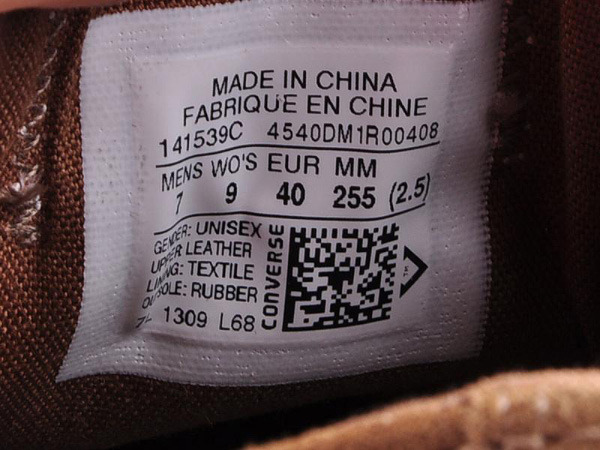 MADE IN CHINA
FABRIQUE EN CHINE
141539C 4540DM1R00408
MENS WO'S EUR MM
7 9 40 255 (2.5)
GENDER: UNISEX
UPPER LEATHER
LINING: TEXTILE
OUTSOLE: RUBBER
1309 L68
CONVERSE